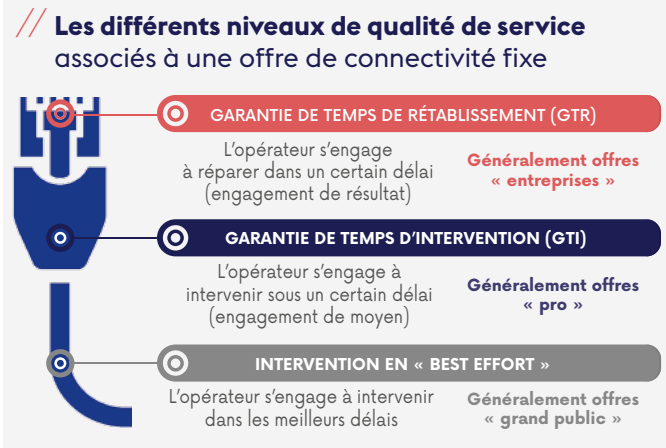 Les différents niveaux de qualité de service
associés à une offre de connectivité fixe
GARANTIE DE TEMPS DE RÉTABLISSEMENT (GTR)
L’opérateur s’engage
à réparer dans un certain délai
(engagement de résultat)
Généralement offres
« entreprises »
GARANTIE DE TEMPS D’INTERVENTION (GTI)
L’opérateur s’engage à
intervenir sous un certain délai
(engagement de moyen)
Généralement offres
« pro »
INTERVENTION EN « BEST EFFORT »
L’opérateur s’engage à intervenir
dans les meilleurs délais
Généralement offres
« grand public »